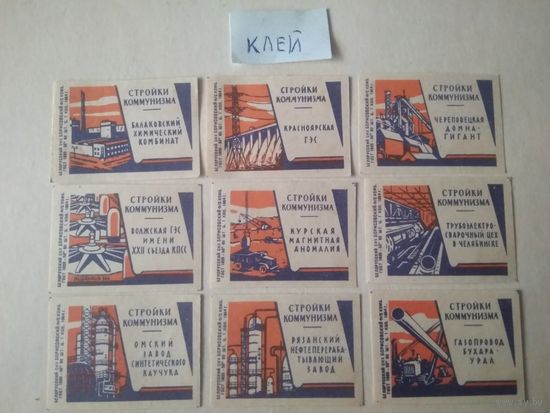 КЛЕЙ
СТРОЙКИ
КОММУНИЗМА
БАЛАКОВСКИЙ
ХИМИЧЕСКИЙ
КОМБИНАТ
СТРОЙКИ
КОММУНИЗМА
КРАСНОЯРСКАЯ
ГЭС
СТРОЙКИ
КОММУНИЗМА
ЧЕРЕПОВЕЦКАЯ
ДОМНА-
ГИГАНТ
СТРОЙКИ
КОММУНИЗМА
ВОЛЖСКАЯ ГЭС
ИМЕНИ
XXII СЪЕЗДА КПСС
СТРОЙКИ
КОММУНИЗМА
КУРСКАЯ
МАГНИТНАЯ
АНОМАЛИЯ
СТРОЙКИ
КОММУНИЗМА
ТРУБОЭЛЕКТРО-
СВАРОЧНЫЙ ЦЕХ
В ЧЕЛЯБИНСКЕ
СТРОЙКИ
КОММУНИЗМА
ОМСКИЙ
ЗАВОД
СИНТЕТИЧЕСКОГО
КАУЧУКА
СТРОЙКИ
КОММУНИЗМА
РЯЗАНСКИЙ
НЕФТЕПЕРЕРАБА-
ТЫВАЮЩИЙ
ЗАВОД
СТРОЙКИ
КОММУНИЗМА
ГАЗОПРОВОД
БУХАРА-
УРАЛ